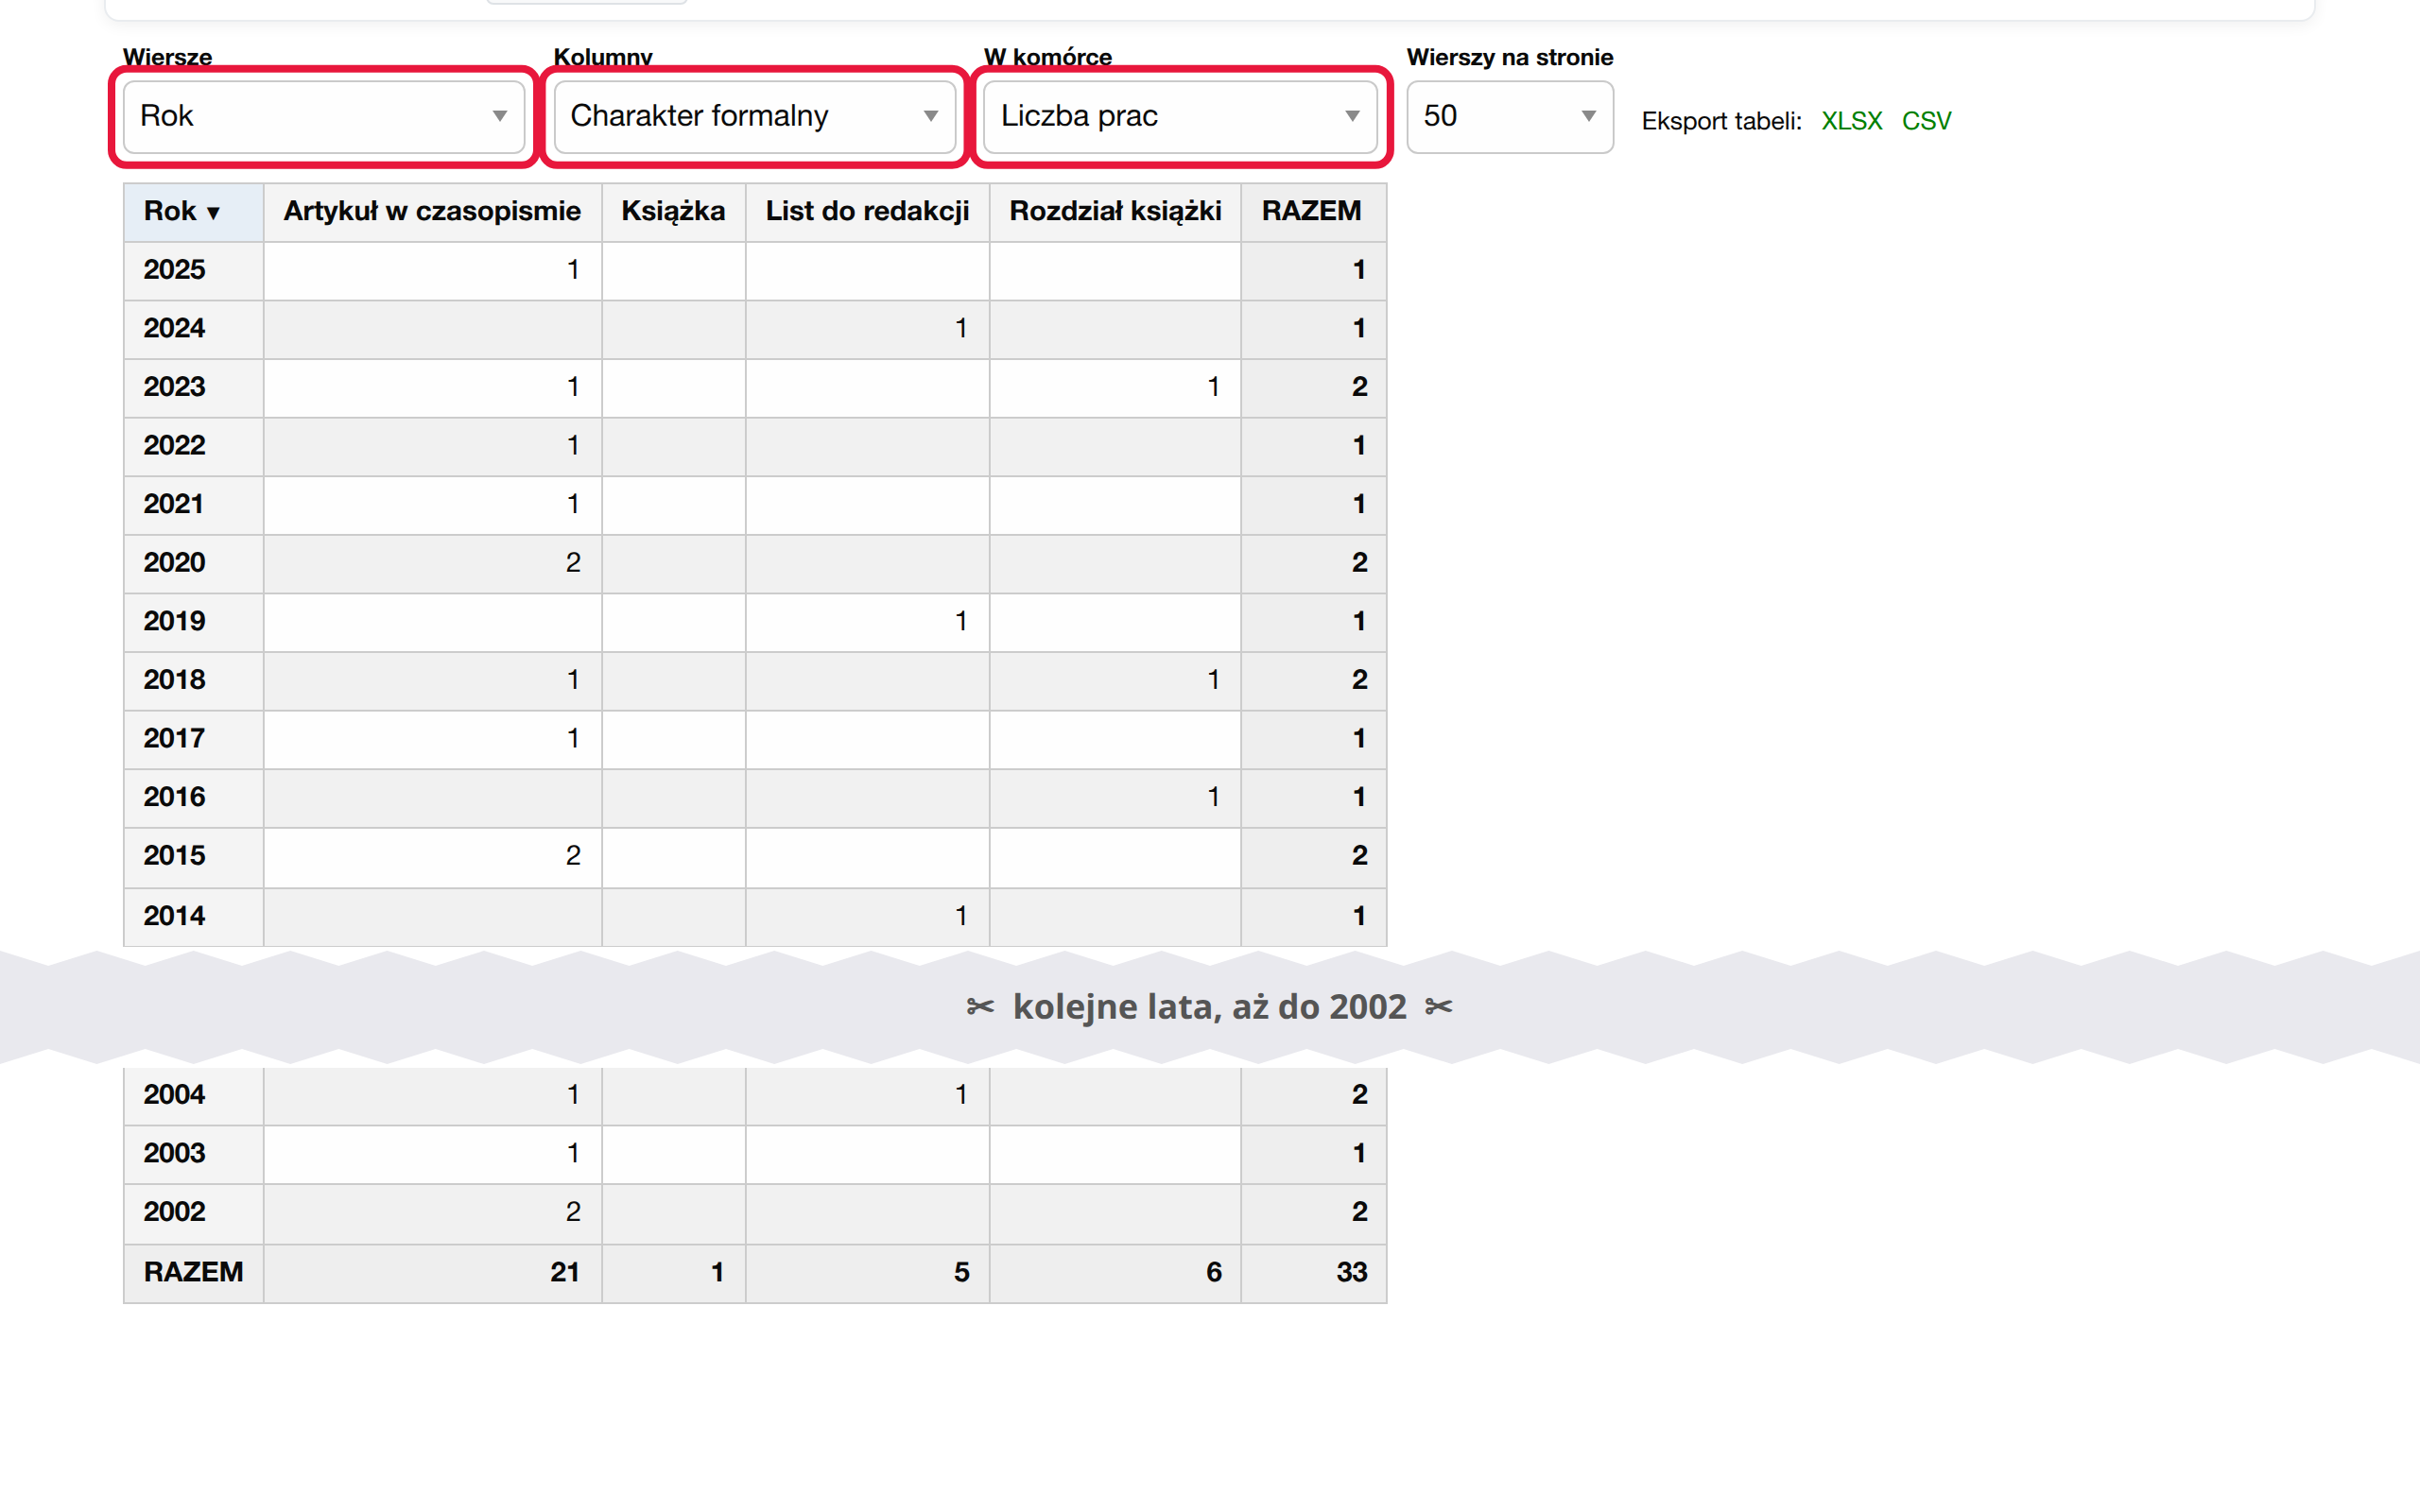 Wiersze Kolumny W komórce Wierszy na stronie
Rok Charakter formalny Liczba prac 50 Eksport tabeli: XLSX CSV
Rok ▼ Artykuł w czasopismie Książka List do redakcji Rozdział książki RAZEM
2025 1 1
2024 1 1
2023 1 1 2
2022 1 1
2021 1 1
2020 2 2
2019 1 1
2018 1 1 2
2017 1 1
2016 1 1
2015 2 2
2014 1 1
✂ kolejne lata, aż do 2002 ✂
2004 1 1 2
2003 1 1
2002 2 2
RAZEM 21 1 5 6 33